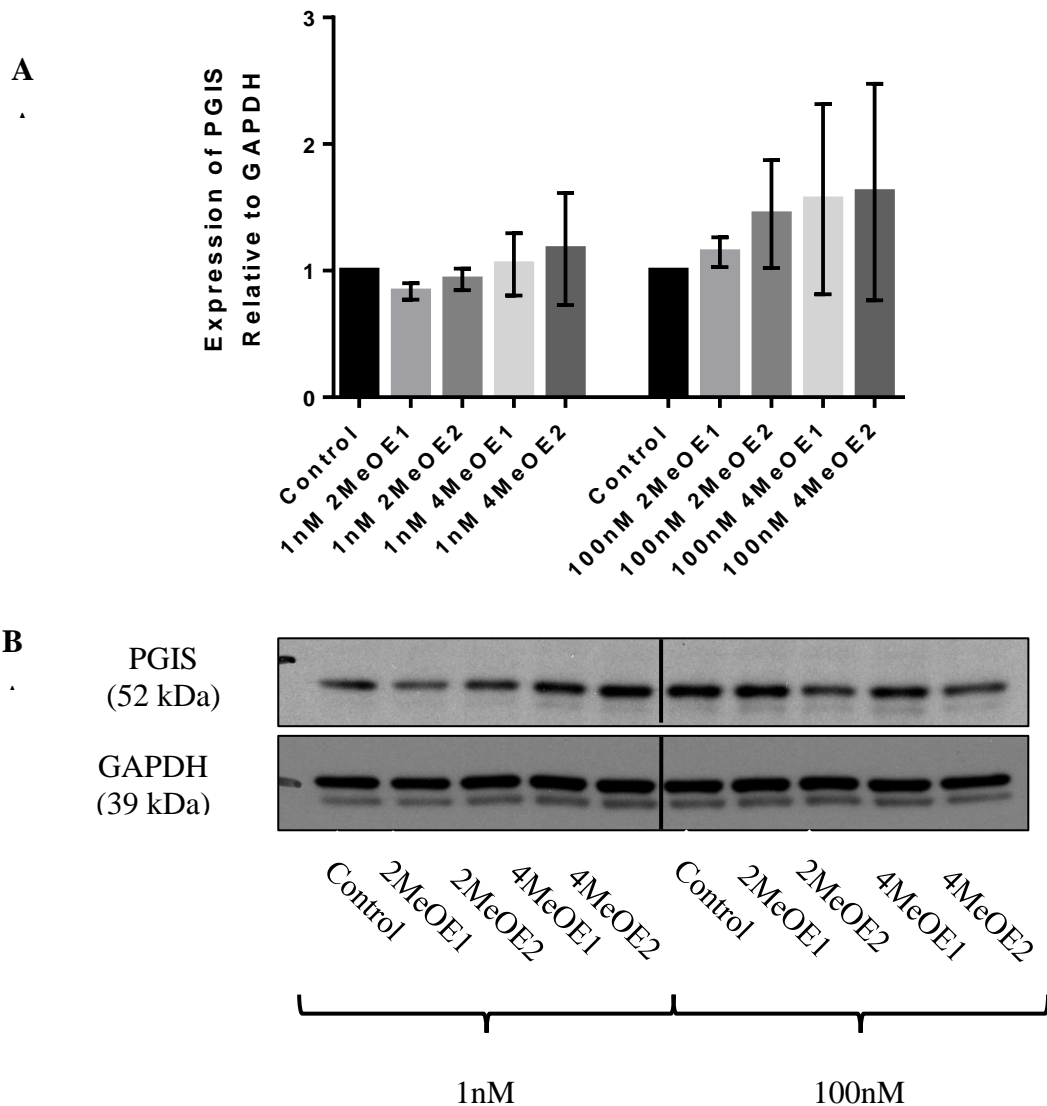 A
3
2
1
0
Expression of PGIS
Relative to GAPDH
Control
1nM 2MeOE1
1nM 2MeOE2
1nM 4MeOE1
1nM 4MeOE2
Control
100nM 2MeOE1
100nM 2MeOE2
100nM 4MeOE1
100nM 4MeOE2
B
PGIS
(52 kDa)
GAPDH
(39 kDa)
Control
2MeOE1
2MeOE2
4MeOE1
4MeOE2
Control
2MeOE1
2MeOE2
4MeOE1
4MeOE2
1nM
100nM